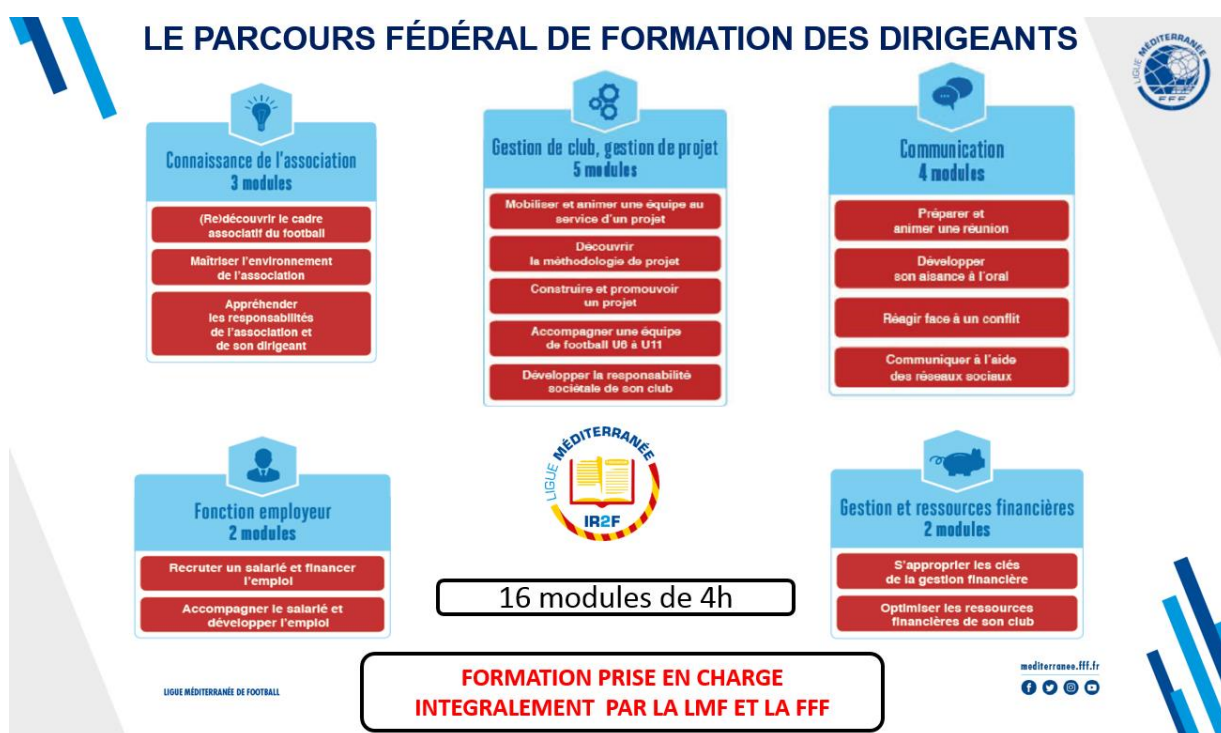 LE PARCOURS FÉDÉRAL DE FORMATION DES DIRIGEANTS
LIGUE MÉDITERRANÉE
FFF
Connaissance de l'association
3 modules
(Re)découvrir le cadre
associatif du football
Maîtriser l'environnement
de l'association
Appréhender
les responsabilités
de l'association et
de son dirigeant
Gestion de club, gestion de projet
5 modules
Mobiliser et animer une équipe au
service d'un projet
Découvrir
la méthodologie de projet
Construire et promouvoir
un projet
Accompagner une équipe
de football U6 à U11
Développer la responsabilité
sociétale de son club
Communication
4 modules
Préparer et
animer une réunion
Développer
son aisance à l'oral
Réagir face à un conflit
Communiquer à l'aide
des réseaux sociaux
Fonction employeur
2 modules
Recruter un salarié et financer
l'emploi
Accompagner le salarié et
développer l'emploi
LIGUE MÉDITERRANÉE
IR2F
Gestion et ressources financières
2 modules
S'approprier les clés
de la gestion financière
Optimiser les ressources
financières de son club
16 modules de 4h
FORMATION PRISE EN CHARGE
INTEGRALEMENT PAR LA LMF ET LA FFF
LIGUE MÉDITERRANÉE DE FOOTBALL
mediterranee.fff.fr